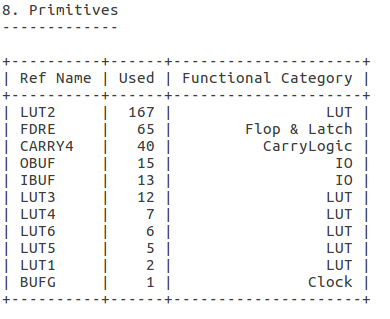 8. Primitives
-------------
+----------+------+---------------------+
| Ref Name | Used | Functional Category |
+----------+------+---------------------+
| LUT2     |  167 |                 LUT |
| FDRE     |   65 |        Flop & Latch |
| CARRY4   |   40 |          CarryLogic |
| OBUF     |   15 |                  IO |
| IBUF     |   13 |                  IO |
| LUT3     |   12 |                 LUT |
| LUT4     |    7 |                 LUT |
| LUT6     |    6 |                 LUT |
| LUT5     |    5 |                 LUT |
| LUT1     |    2 |                 LUT |
| BUFG     |    1 |               Clock |
+----------+------+---------------------+